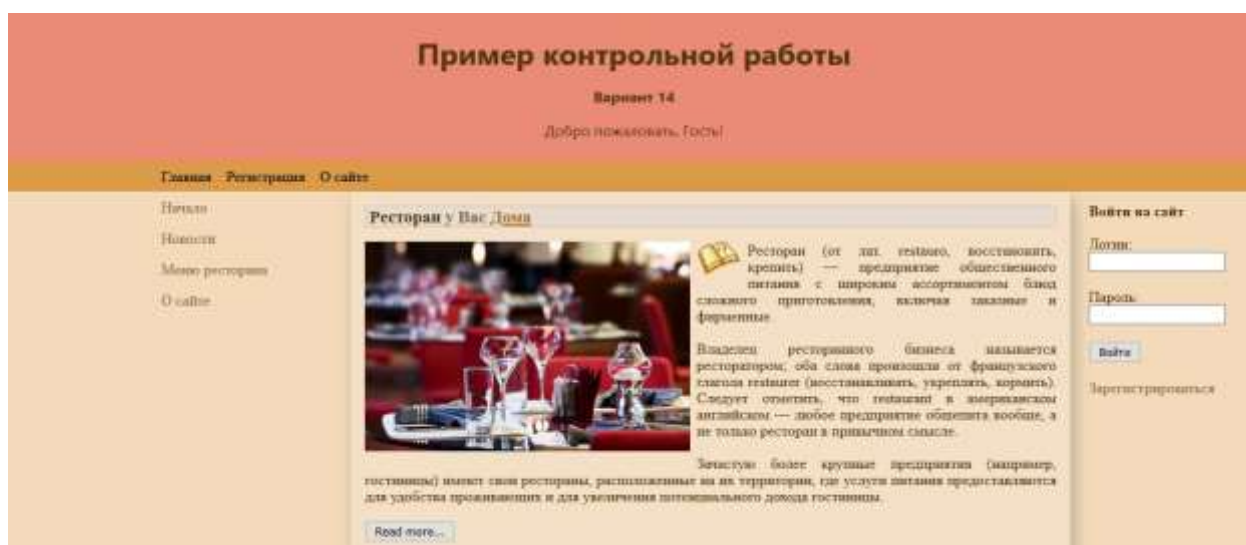 Пример контрольной работы
Вариант 14
Добро пожаловать, Гость!
Главная Регистрация О сайте
Начало
Новости
Меню ресторана
О сайте
Ресторан у Вас Дома
Ресторан (от лат. restauro, восстановить,
крепить) — предприятие общественного
питания с широким ассортиментом блюд
сложного приготовления, включая заказные и
фирменные.
Владелец ресторанного бизнеса называется
ресторатором; оба слова произошли от французского
глагола restaurer (восстанавливать, укреплять, кормить).
Следует отметить, что restaurant в американском
английском — любое предприятие общепита вообще, а
не только ресторан в привычном смысле.
Зачастую более крупные предприятия (например,
гостиницы) имеют свои рестораны, расположенные на их территории, где услуги питания предоставляются
для удобства проживающих и для увеличения потенциального дохода гостиницы.
Read more...
Войти на сайт
Логин:
Пароль:
Войти
Зарегистрироваться